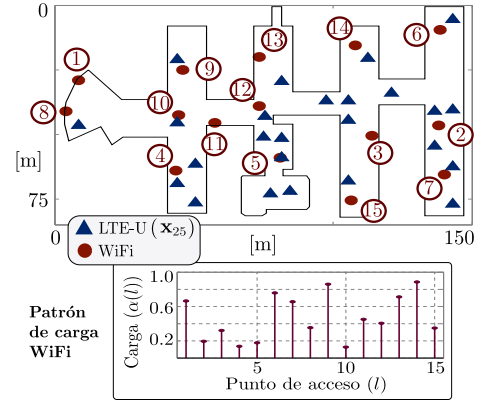 0
13
14
6
1
9
12
8
10
2
[m]
4
11
5
3
7
75
15
0
[m]
150
LTE-U (x₂₅)
WiFi
Patrón
de carga
WiFi
Carga (α(l))
1.0
0.6
0.2
5
10
15
Punto de acceso (l)